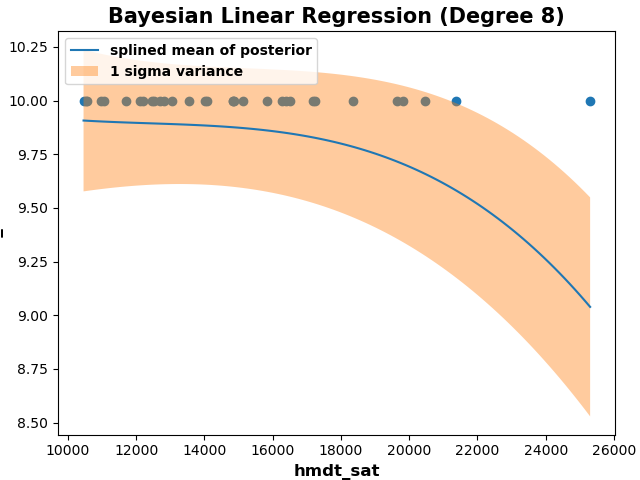 Bayesian Linear Regression (Degree 8)
splined mean of posterior
1 sigma variance
10.25
10.00
9.75
9.50
9.25
9.00
8.75
8.50
10000 12000 14000 16000 18000 20000 22000 24000 26000
hmdt_sat